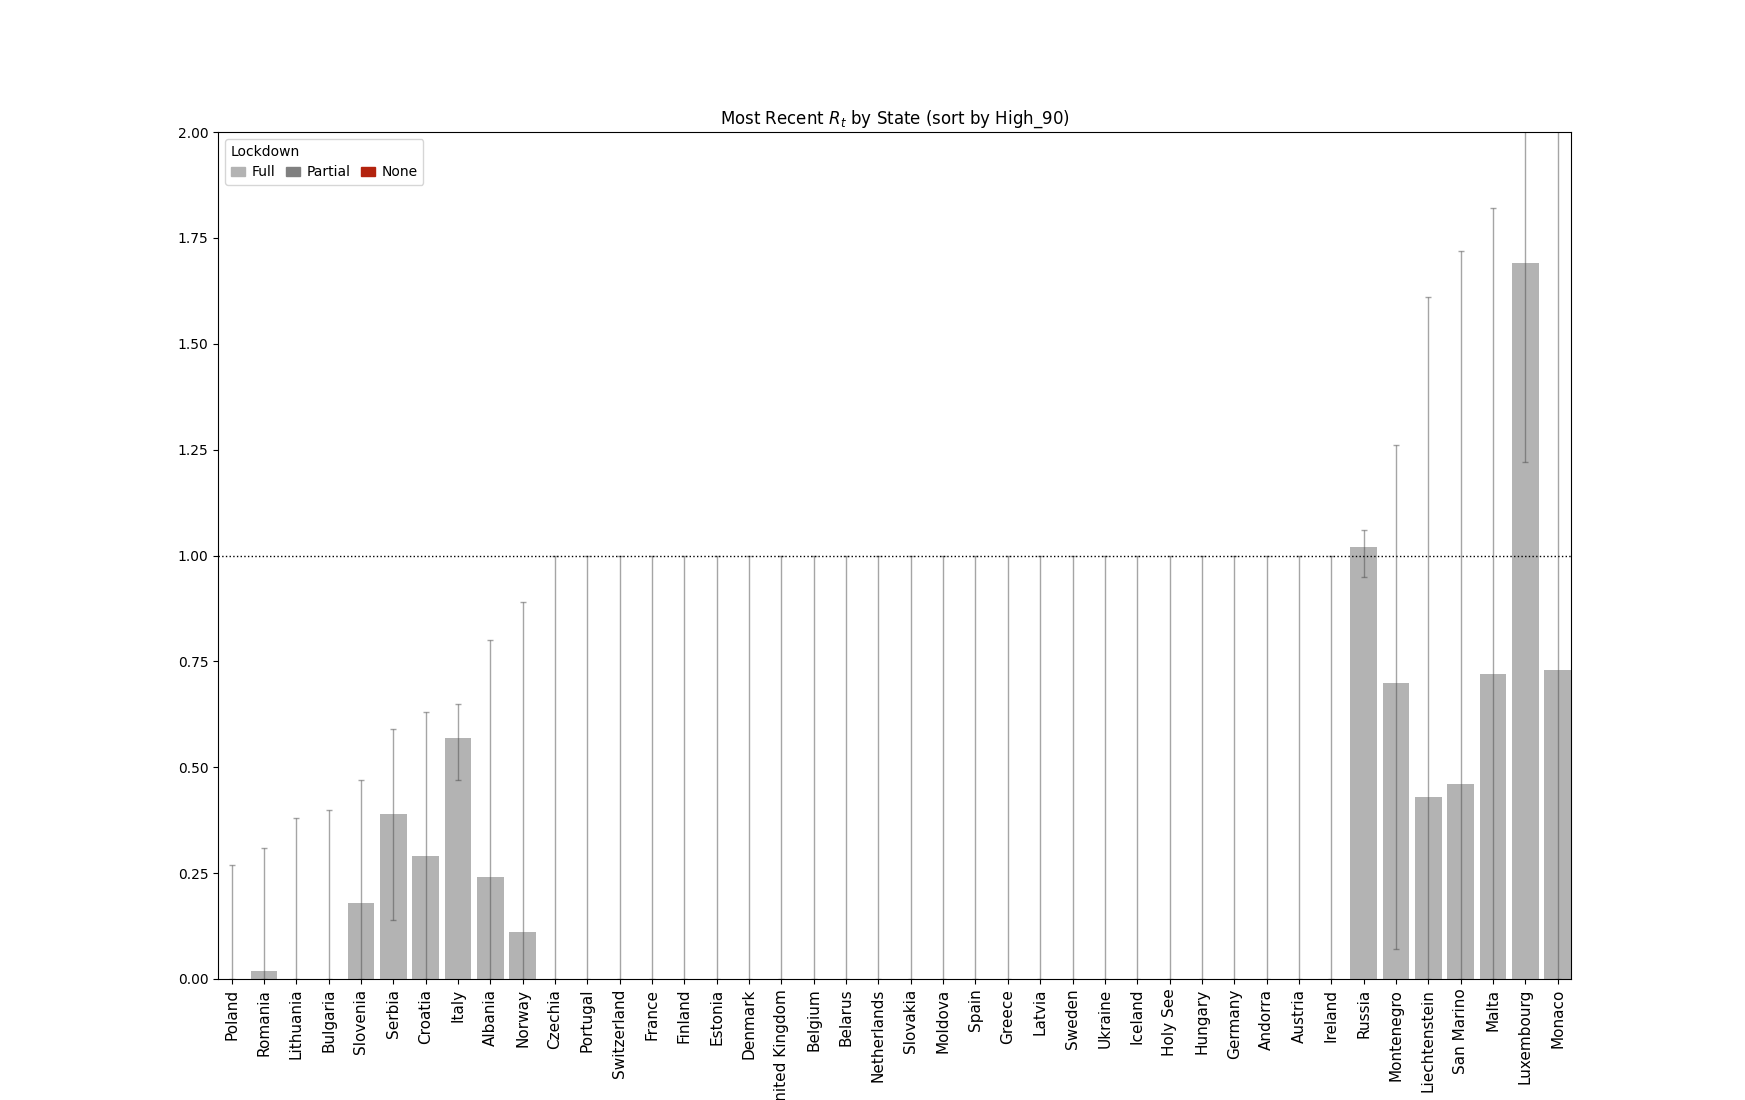 Most Recent R_t by State (sort by High_90)
Lockdown
Full Partial None
2.00
1.75
1.50
1.25
1.00
0.75
0.50
0.25
0.00
Poland
Romania
Lithuania
Bulgaria
Slovenia
Serbia
Croatia
Italy
Albania
Norway
Czechia
Portugal
Switzerland
France
Finland
Estonia
Denmark
nited Kingdom
Belgium
Belarus
Netherlands
Slovakia
Moldova
Spain
Greece
Latvia
Sweden
Ukraine
Iceland
Holy See
Hungary
Germany
Andorra
Austria
Ireland
Russia
Montenegro
Liechtenstein
San Marino
Malta
Luxembourg
Monaco